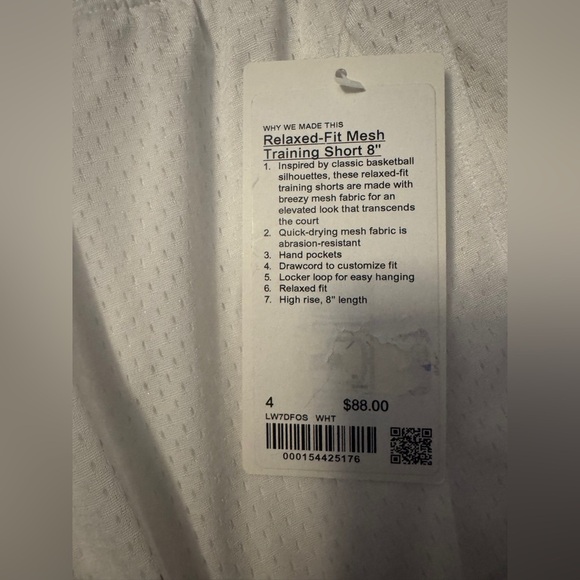 WHY WE MADE THIS
Relaxed-Fit Mesh
Training Short 8"
1. Inspired by classic basketball
silhouettes, these relaxed-fit
training shorts are made with
breezy mesh fabric for an
elevated look that transcends
the court
2. Quick-drying mesh fabric is
abrasion-resistant
3. Hand pockets
4. Drawcord to customize fit
5. Locker loop for easy hanging
6. Relaxed fit
7. High rise, 8" length
4 $88.00
LW7DFOS WHT
000154425176